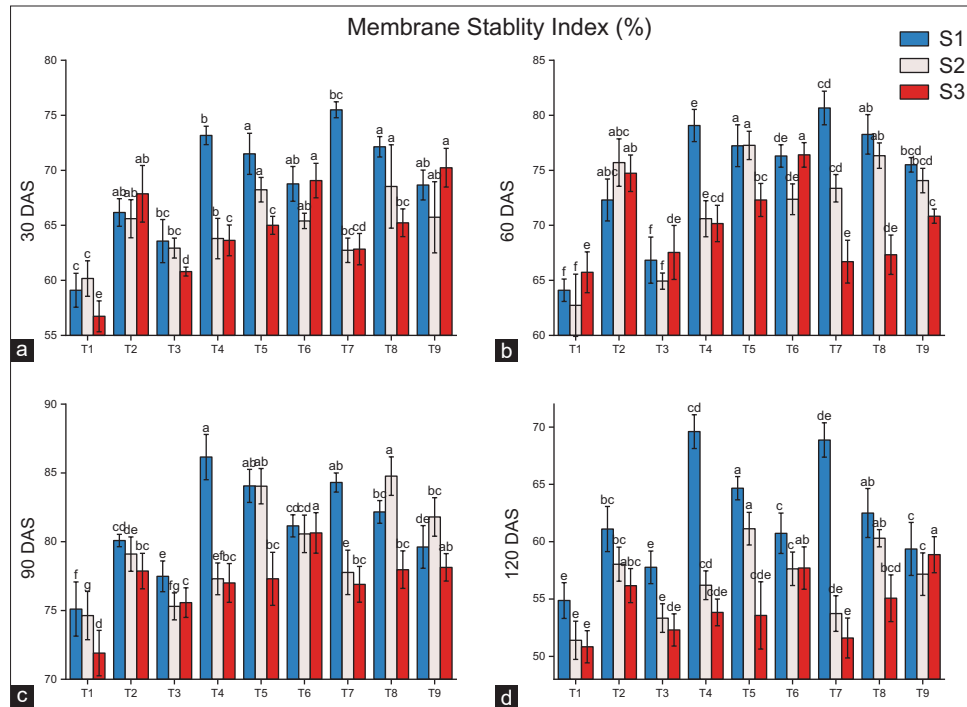 Membrane Stablity Index (%)
S1
S2
S3
30 DAS
80
75
70
65
60
55
c c e
ab ab ab
bc bc d
b c c
a a c
ab ab a
bc bc cd
a a bc
ab ab a
T1 T2 T3 T4 T5 T6 T7 T8 T9
a
60 DAS
85
80
75
70
65
60
f f e
abc abc ab
f f de
e e cd
a a bc
de de a
cd cd e
ab ab de
bcd bcd c
T1 T2 T3 T4 T5 T6 T7 T8 T9
b
90 DAS
90
85
80
75
70
65
f g d
cd de bc
e fg c
a ef bc
ab ab c
cd cd a
ab e bc
bc a bc
de c ab
T1 T2 T3 T4 T5 T6 T7 T8 T9
c
120 DAS
70
65
60
55
50
e e e
bc bc bc
c de de
cd cd cde
a a cde
c bc ab
de de e
ab ab bcd
c c a
T1 T2 T3 T4 T5 T6 T7 T8 T9
d